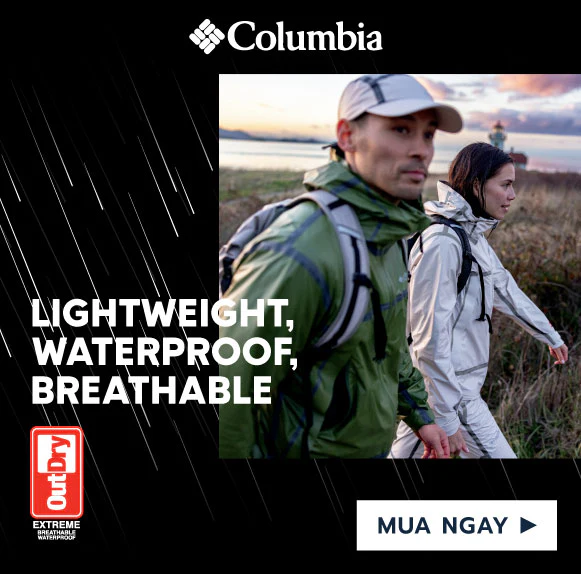 Columbia
LIGHTWEIGHT,
WATERPROOF,
BREATHABLE
OutDry
EXTREME
BREATHABLE
WATERPROOF
MUA NGAY